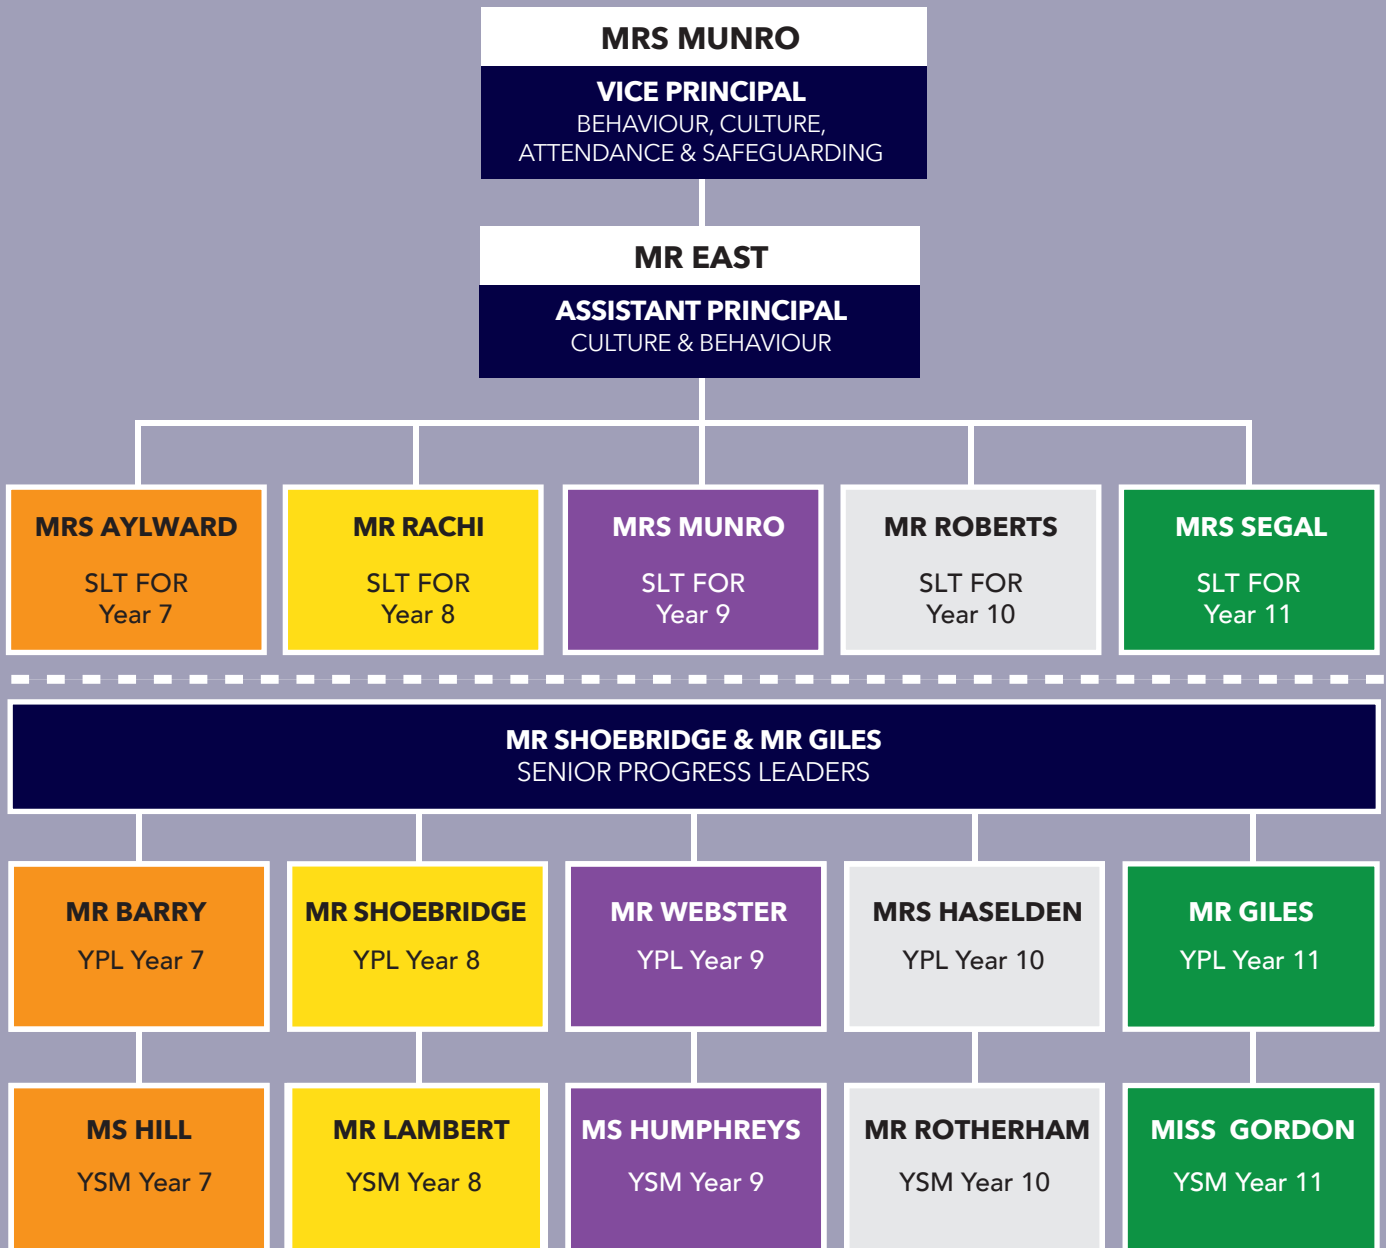 MRS MUNRO
VICE PRINCIPAL
BEHAVIOUR, CULTURE,
ATTENDANCE & SAFEGUARDING
MR EAST
ASSISTANT PRINCIPAL
CULTURE & BEHAVIOUR
MRS AYLWARD
SLT FOR
Year 7
MR RACHI
SLT FOR
Year 8
MRS MUNRO
SLT FOR
Year 9
MR ROBERTS
SLT FOR
Year 10
MRS SEGAL
SLT FOR
Year 11
MR SHOEBRIDGE & MR GILES
SENIOR PROGRESS LEADERS
MR BARRY
YPL Year 7
MR SHOEBRIDGE
YPL Year 8
MR WEBSTER
YPL Year 9
MRS HASELDEN
YPL Year 10
MR GILES
YPL Year 11
MS HILL
YSM Year 7
MR LAMBERT
YSM Year 8
MS HUMPHREYS
YSM Year 9
MR ROTHERHAM
YSM Year 10
MISS GORDON
YSM Year 11